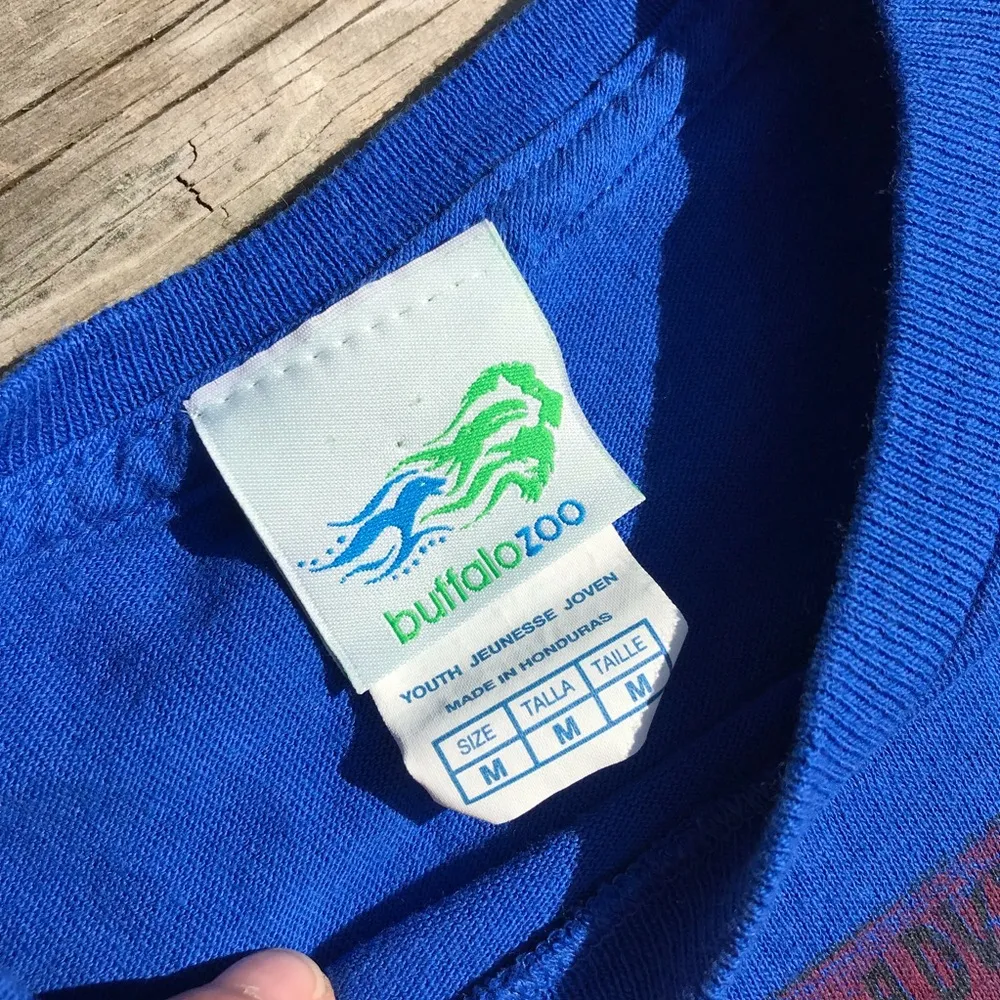 buffalozoo
YOUTH JEUNESSE JOVEN
MADE IN HONDURAS
SIZE TALLA TAILLE
M M M